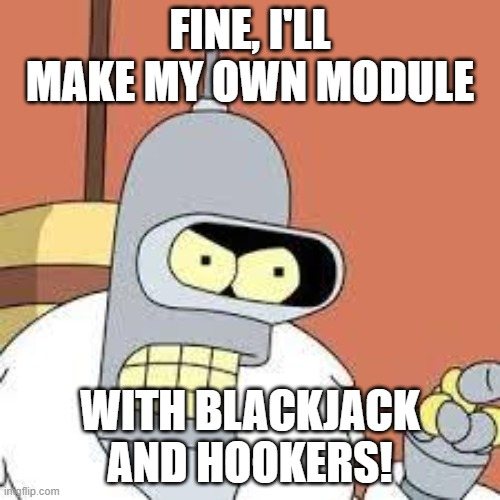 FINE, I'LL
MAKE MY OWN MODULE
WITH BLACKJACK
AND HOOKERS!
imgflip.com